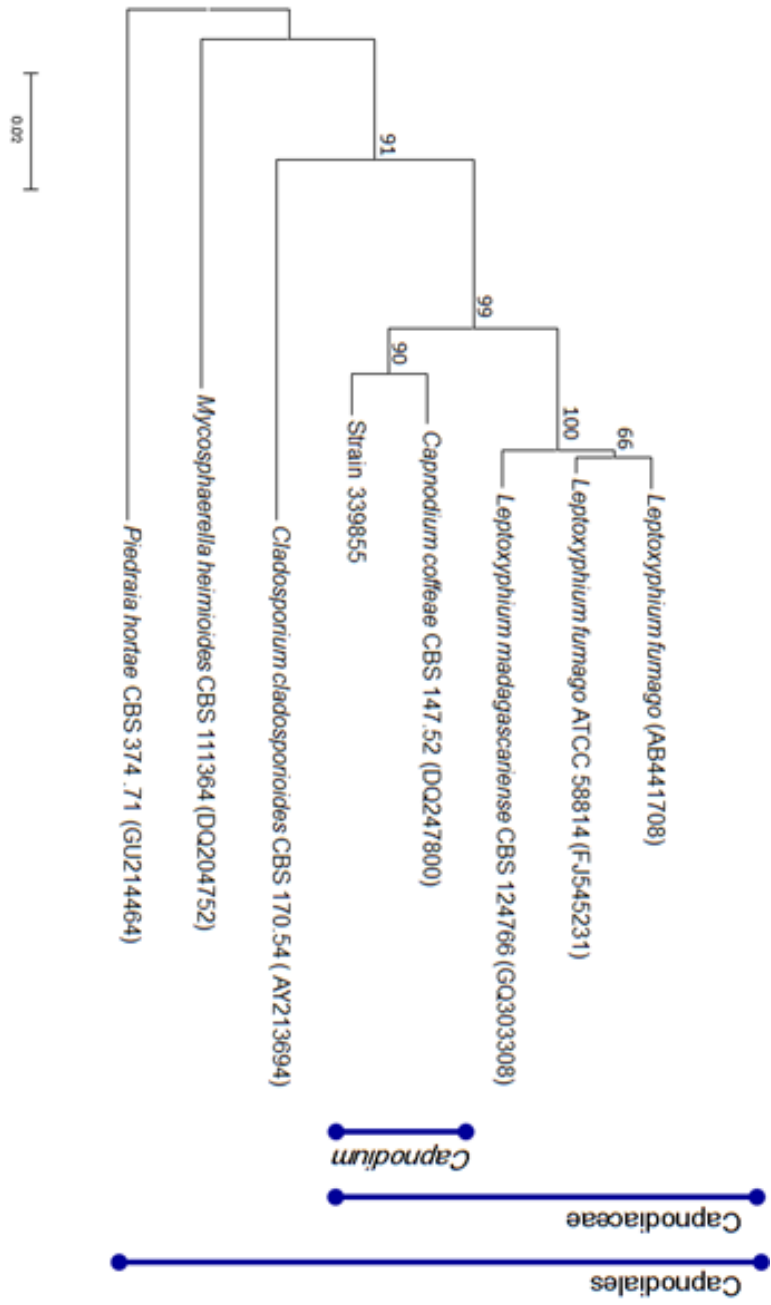 Leptoxyphium fumago (AB441708)
66
Leptoxyphium fumago ATCC 58814 (FJ545231)
100
Leptoxyphium madagascariense CBS 124766 (GQ303308)
99
Capnodium coffeae CBS 147.52 (DQ247800)
90
Strain 339855
91
Cladosporium cladosporioides CBS 170.54 ( AY213694)
Mycosphaerella heimioides CBS 111364 (DQ204752)
Piedraia hortae CBS 374 .71 (GU214464)
0.02
Capnodium
Capnodiaceae
Capnodiales